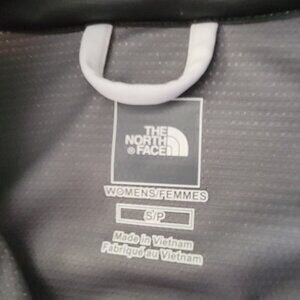 THE
NORTH
FACE
WOMENS/FEMMES
S/P
Made in Vietnam
Fabriqué au Vietnam